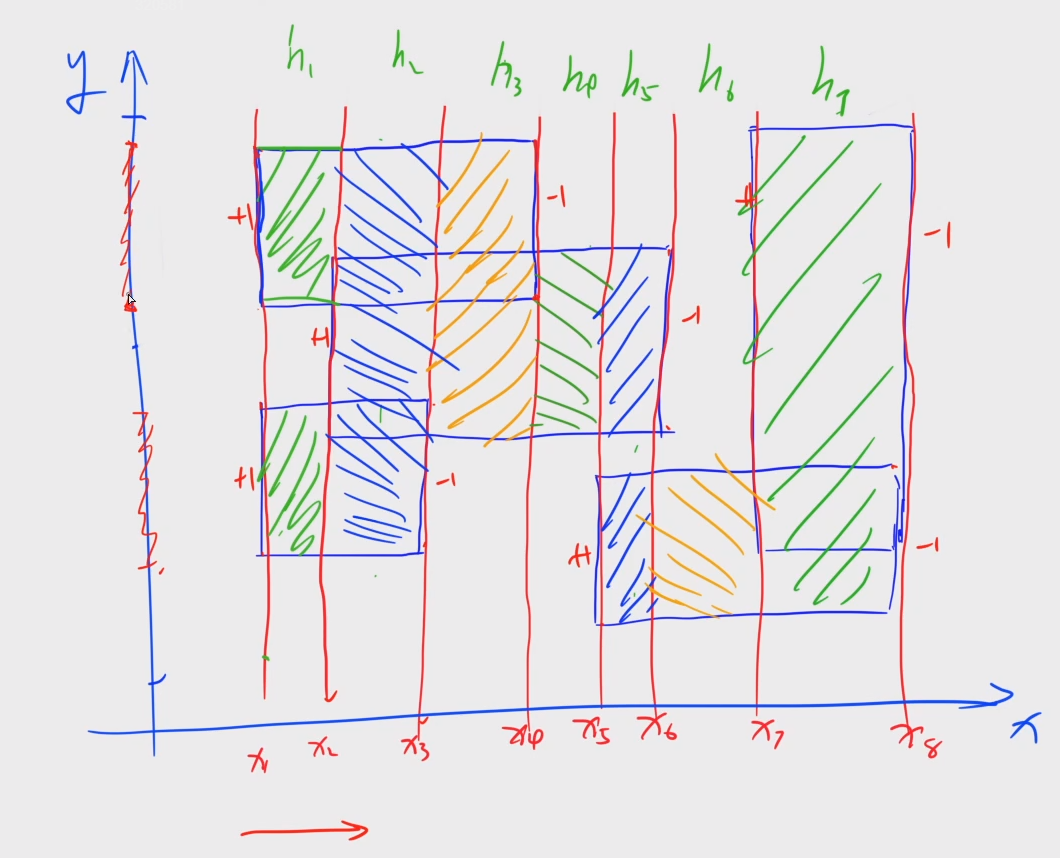 y h₁ h₂ h₃ h₄ h₅ h₆ h₇
+1 -1 +1 -1
+1 -1
+1 -1 +1 -1
x₁ x₂ x₃ x₄ x₅ x₆ x₇ x₈ x